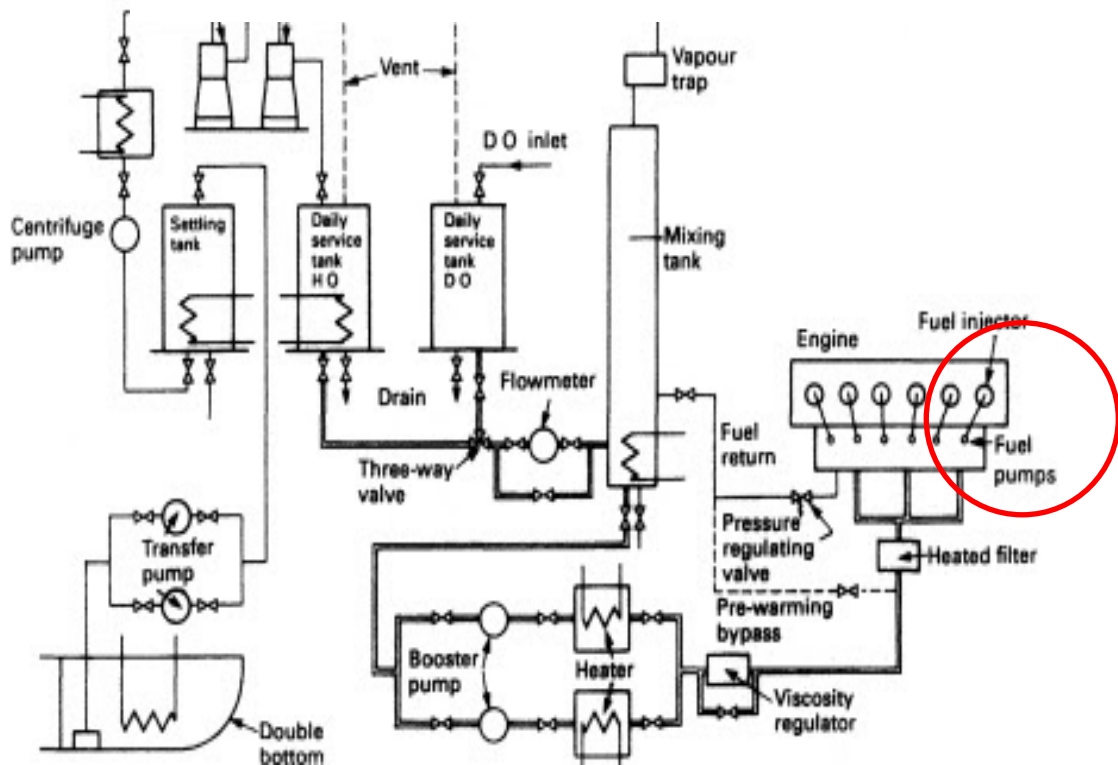 Vapour
trap
Vent
D O inlet
Centrifuge
pump
Settling
tank
Daily
service
tank
H O
Daily
service
tank
D O
Mixing
tank
Fuel injector
Engine
Flowmeter
Drain
Three-way
valve
Fuel
return
Fuel
pumps
Pressure
regulating
valve
Heated filter
Transfer
pump
Pre-warming
bypass
Booster
pump
Heater
Viscosity
regulator
Double
bottom